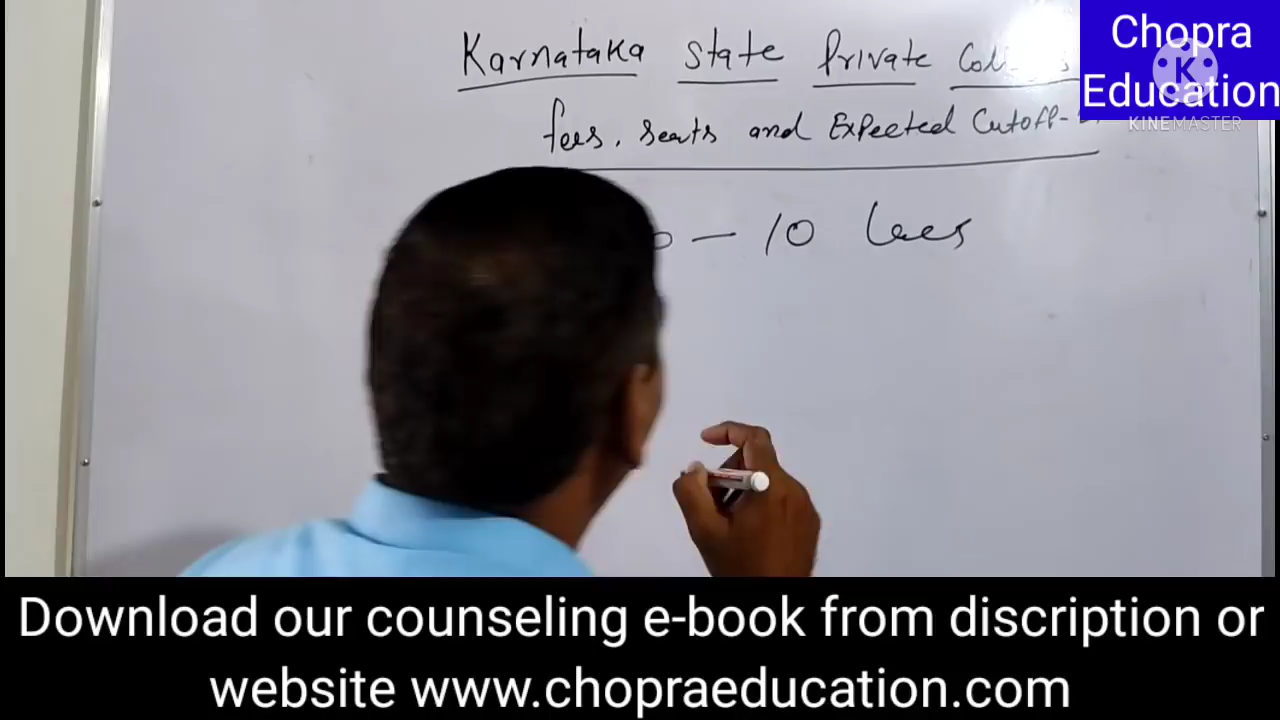 Karnataka State Private
fees, seats and Expected Cutoff-
— 10 lacs
Chopra
Education
K
KINEMASTER
Download our counseling e-book from discription or
website www.chopraeducation.com